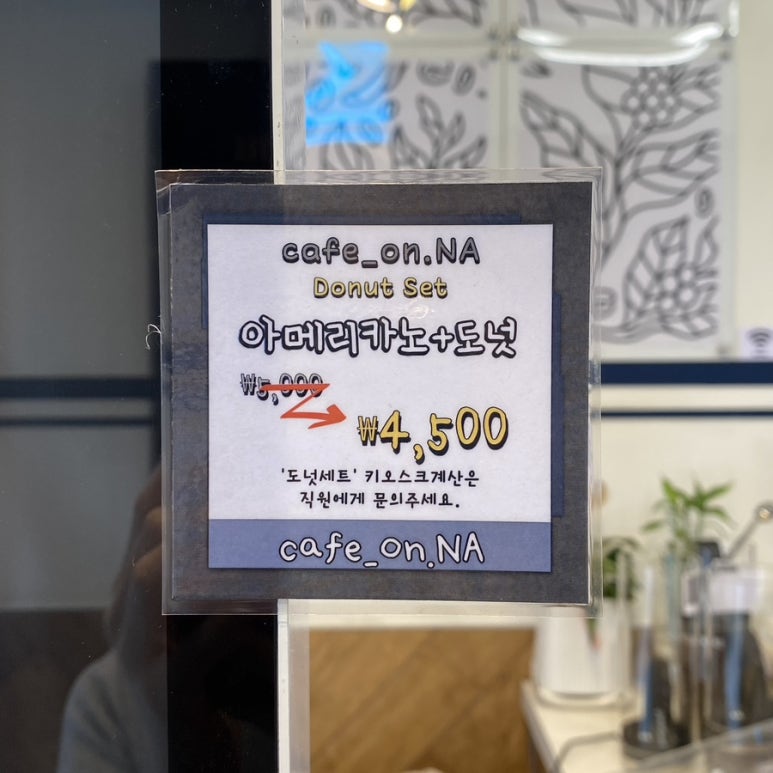 cafe_on.NA
Donut Set
아메리카노+도넛
₩5,000
₩4,500
'도넛세트' 키오스크계산은
직원에게 문의주세요.
cafe_on.NA